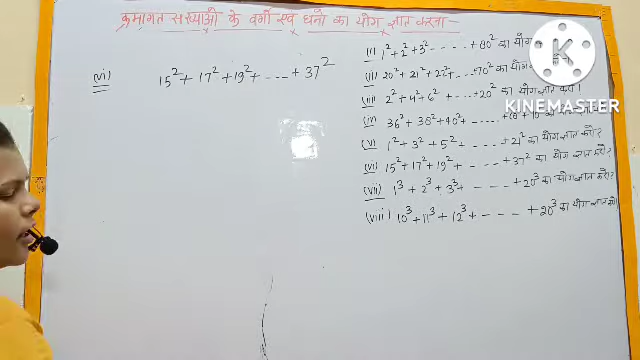 क्रमागत संख्याओं के वर्गो एवं घनो का योग ज्ञात करना—
(vi) 15² + 17² + 19² + - - - + 37²
(i) 1² + 2² + 3² - - - - + 80² का योग
(ii) 20² + 21² + 22² + - - - + 70² का
(iii) 2² + 4² + 6² + - - - + 20² का योग ज्ञात करो।
(iv) 36² + 38² + 40² + - - - - -
(v) 1² + 3² + 5² + - - - - + 21² का योग ज्ञात करो?
(vi) 15² + 17² + 19² + - - - - + 37² का योग ज्ञात करो?
(vii) 1³ + 2³ + 3³ + - - - - + 20³ का योग ज्ञात करो?
(viii) 10³ + 11³ + 12³ + - - - - + 20³ का योग ज्ञात करो।
KINEMASTER